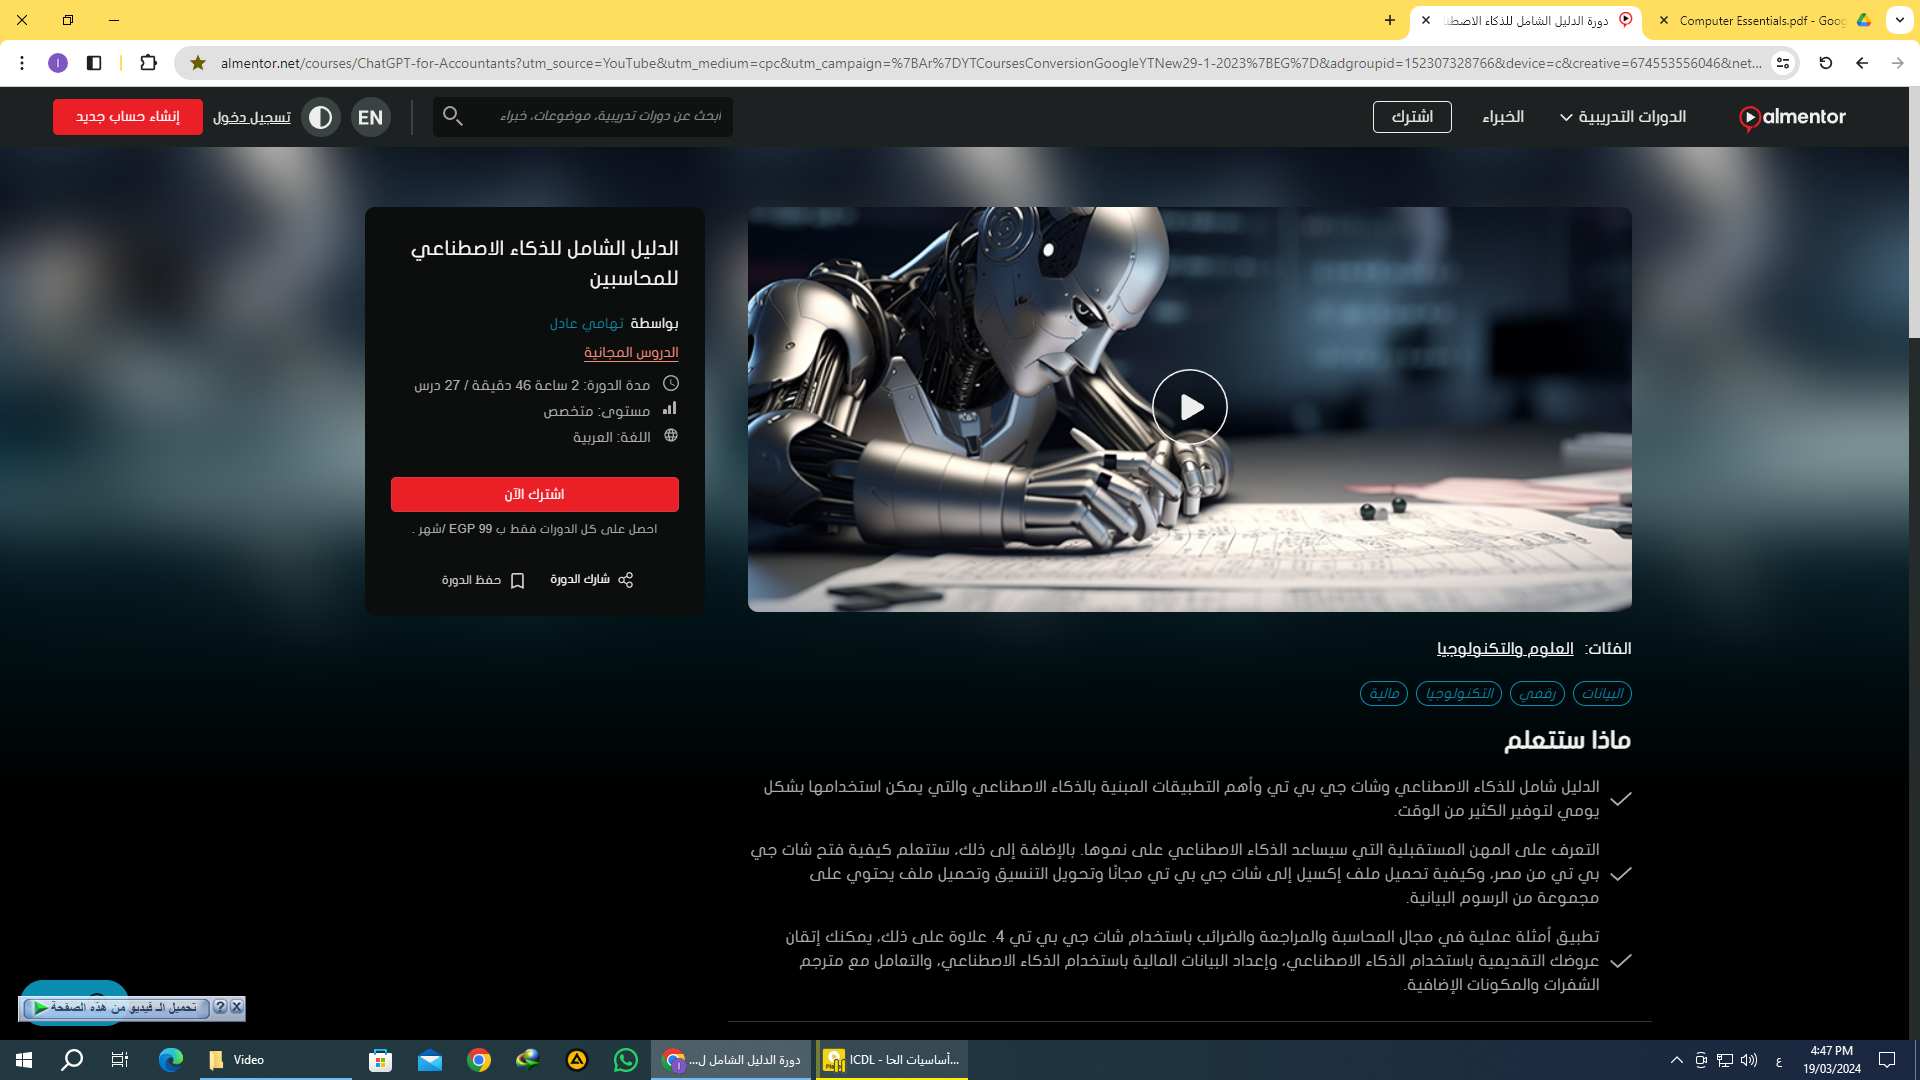 Computer Essentials.pdf - Goog
دورة الدليل الشامل للذكاء الاصطنا
almentor.net/courses/ChatGPT-for-Accountants?utm_source=YouTube&utm_medium=cpc&utm_campaign=%7BAr%7DYTCoursesConversionGoogleYTNew29-1-2023%7BEG%7D&adgroupid=152307328766&device=c&creative=674553556046&net...
almentor
الدورات التدريبية
الخبراء
اشترك
ابحث عن دورات تدريبية، موضوعات، خبراء
EN
تسجيل دخول
إنشاء حساب جديد
الدليل الشامل للذكاء الاصطناعي
للمحاسبين
بواسطة تهامي عادل
الدروس المجانية
مدة الدورة: 2 ساعة 46 دقيقة / 27 درس
مستوى: متخصص
اللغة: العربية
اشترك الآن
احصل على كل الدورات فقط ب 99 EGP /شهر .
شارك الدورة
حفظ الدورة
الفئات: العلوم والتكنولوجيا
البيانات
رقمي
التكنولوجيا
مالية
ماذا ستتعلم
الدليل شامل للذكاء الاصطناعي وشات جي بي تي وأهم التطبيقات المبنية بالذكاء الاصطناعي والتي يمكن استخدامها بشكل
يومي لتوفير الكثير من الوقت.
التعرف على المهن المستقبلية التي سيساعد الذكاء الاصطناعي على نموها. بالإضافة إلى ذلك، ستتعلم كيفية فتح شات جي
بي تي من مصر، وكيفية تحميل ملف إكسيل إلى شات جي بي تي مجانًا وتحويل التنسيق وتحميل ملف يحتوي على
مجموعة من الرسوم البيانية.
تطبيق أمثلة عملية في مجال المحاسبة والمراجعة والضرائب باستخدام شات جي بي تي 4. علاوة على ذلك، يمكنك إتقان
عروضك التقديمية باستخدام الذكاء الاصطناعي، وإعداد البيانات المالية باستخدام الذكاء الاصطناعي، والتعامل مع مترجم
الشفرات والمكونات الإضافية.
تحميل الـ فيديو من هذه الصفحة
Video
دورة الدليل الشامل ل...
ICDL - أساسيات الحا...
ع
4:47 PM
19/03/2024